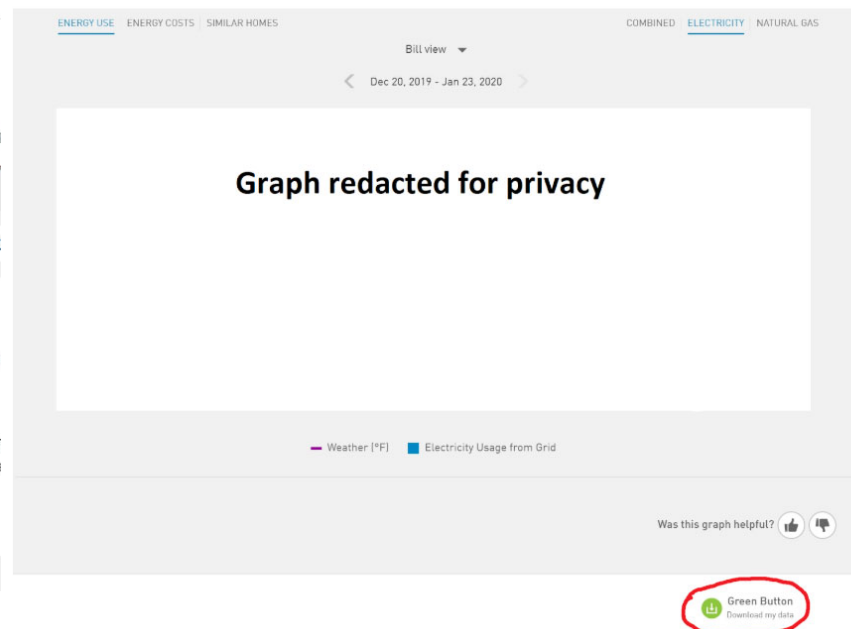 ENERGY USE ENERGY COSTS SIMILAR HOMES COMBINED ELECTRICITY NATURAL GAS
Bill view
Dec 20, 2019 - Jan 23, 2020
Graph redacted for privacy
Weather (°F) Electricity Usage from Grid
Was this graph helpful?
Green Button
Download my data